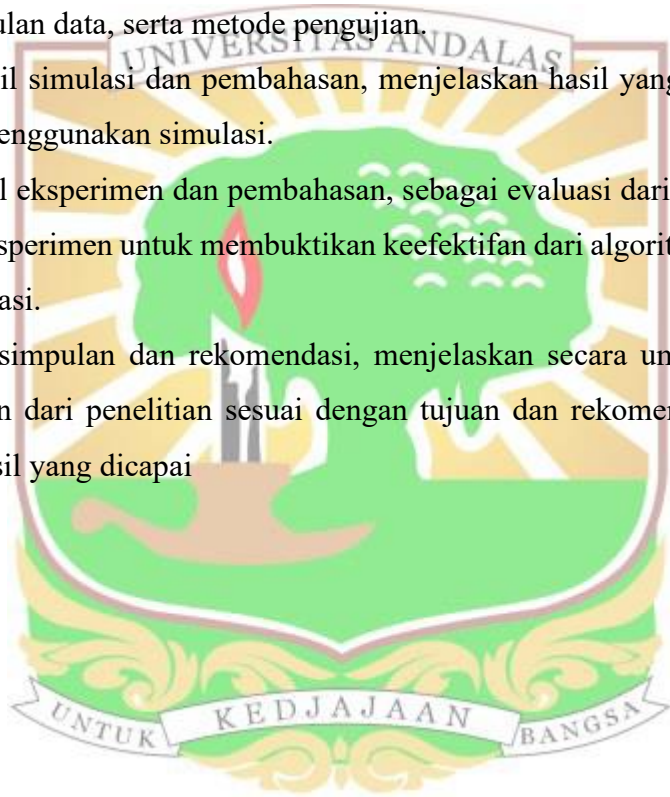 ulan data, serta metode pengujian.
UNIVERSITAS ANDALAS
il simulasi dan pembahasan, menjelaskan hasil yang
enggunakan simulasi.
l eksperimen dan pembahasan, sebagai evaluasi dari
sperimen untuk membuktikan keefektifan dari algorit
asi.
simpulan dan rekomendasi, menjelaskan secara un
n dari penelitian sesuai dengan tujuan dan rekomen
sil yang dicapai
UNTUK KEDJAJAAN BANGSA